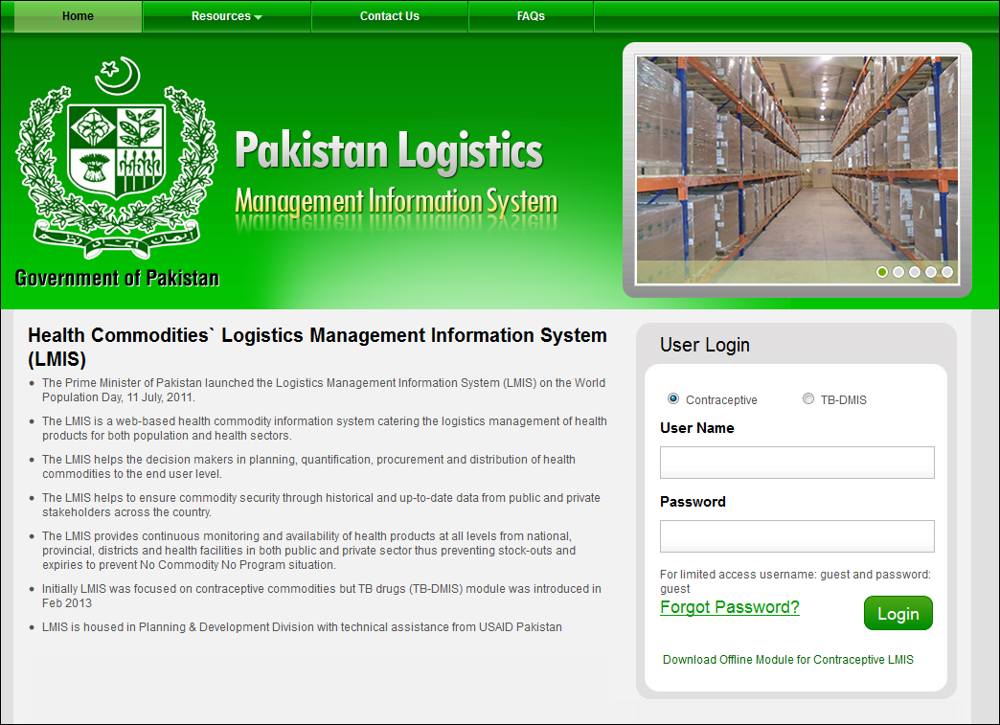 Home
Resources
Contact Us
FAQs
Pakistan Logistics
Management Information System
Government of Pakistan
Health Commodities` Logistics Management Information System
(LMIS)
The Prime Minister of Pakistan launched the Logistics Management Information System (LMIS) on the World
Population Day, 11 July, 2011.
The LMIS is a web-based health commodity information system catering the logistics management of health
products for both population and health sectors.
The LMIS helps the decision makers in planning, quantification, procurement and distribution of health
commodities to the end user level.
The LMIS helps to ensure commodity security through historical and up-to-date data from public and private
stakeholders across the country.
The LMIS provides continuous monitoring and availability of health products at all levels from national,
provincial, districts and health facilities in both public and private sector thus preventing stock-outs and
expiries to prevent No Commodity No Program situation.
Initially LMIS was focused on contraceptive commodities but TB drugs (TB-DMIS) module was introduced in
Feb 2013
LMIS is housed in Planning & Development Division with technical assistance from USAID Pakistan
User Login
Contraceptive
TB-DMIS
User Name
Password
For limited access username: guest and password:
guest
Forgot Password?
Login
Download Offline Module for Contraceptive LMIS